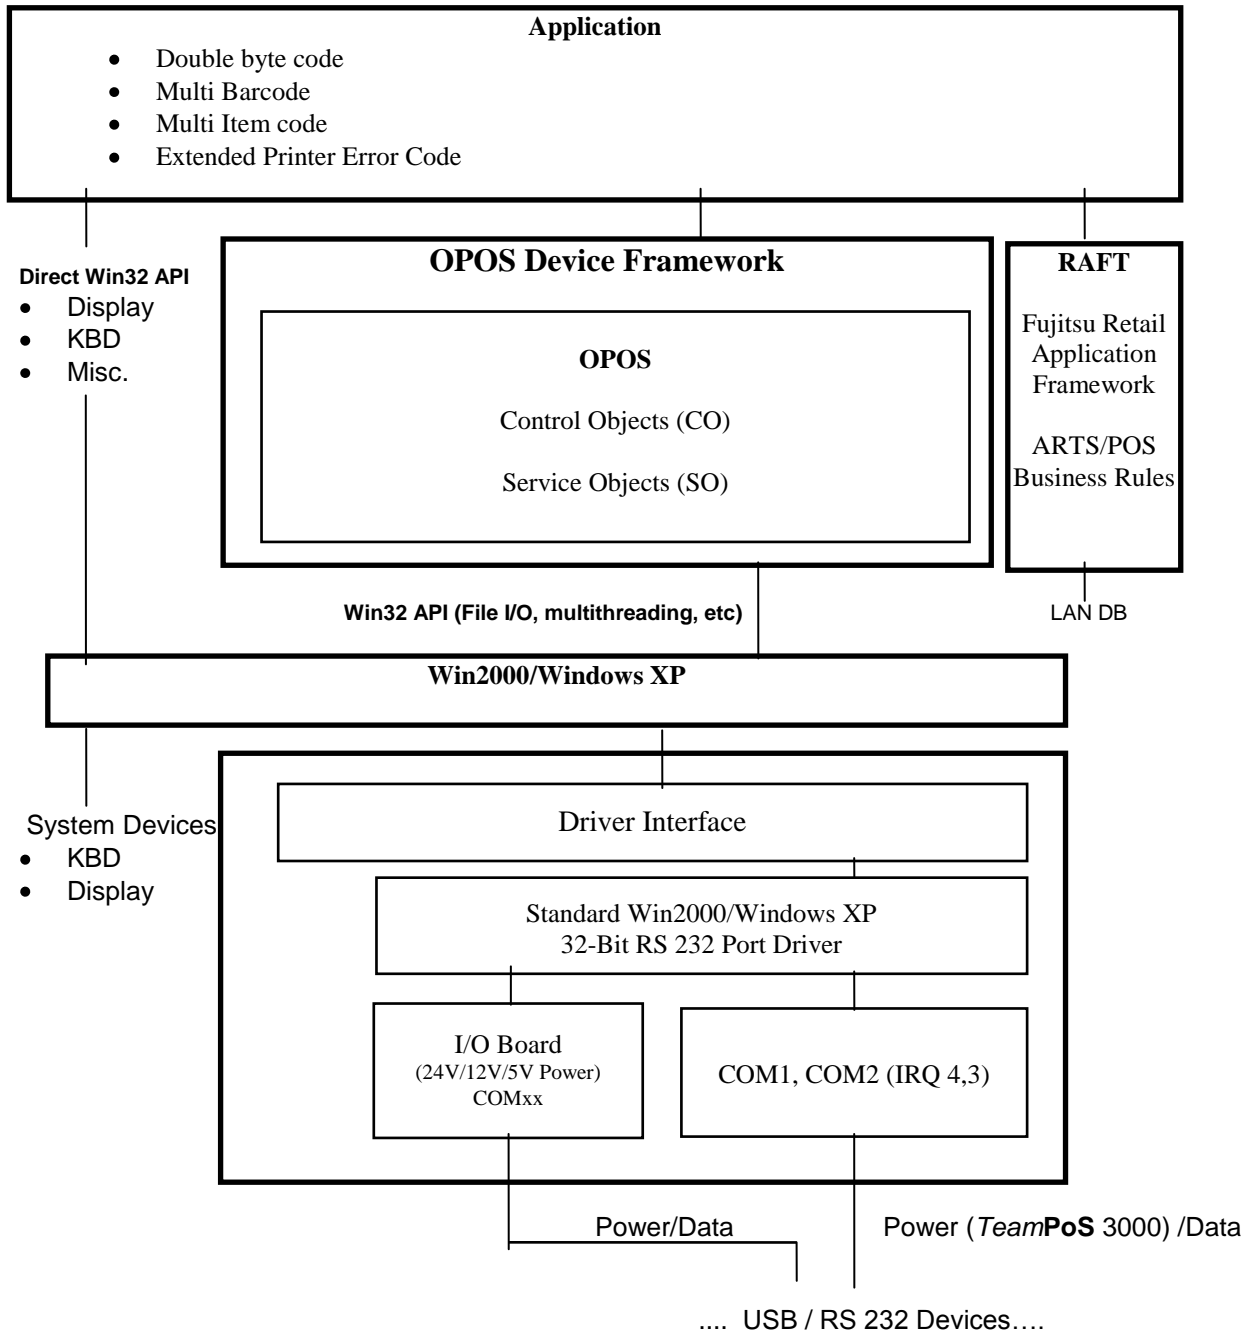 Application
• Double byte code
• Multi Barcode
• Multi Item code
• Extended Printer Error Code
Direct Win32 API
• Display
• KBD
• Misc.
OPOS Device Framework
OPOS
Control Objects (CO)
Service Objects (SO)
RAFT
Fujitsu Retail
Application
Framework
ARTS/POS
Business Rules
Win32 API (File I/O, multithreading, etc)
LAN DB
Win2000/Windows XP
System Devices
• KBD
• Display
Driver Interface
Standard Win2000/Windows XP
32-Bit RS 232 Port Driver
I/O Board
(24V/12V/5V Power)
COMxx
COM1, COM2 (IRQ 4,3)
Power/Data
Power (TeamPoS 3000) /Data
.... USB / RS 232 Devices….